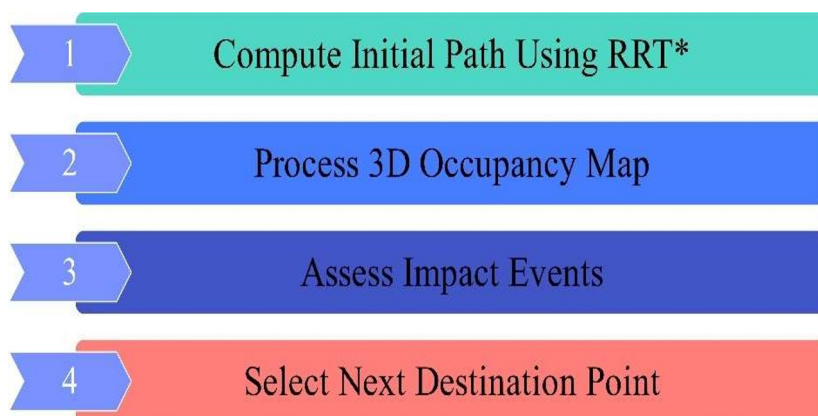 1 Compute Initial Path Using RRT*
2 Process 3D Occupancy Map
3 Assess Impact Events
4 Select Next Destination Point